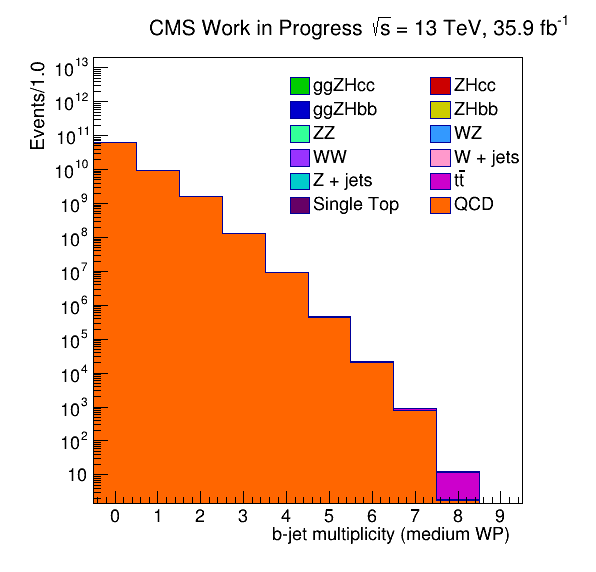 CMS Work in Progress √s = 13 TeV, 35.9 fb⁻¹
Events/1.0
10¹³
10¹²
10¹¹
10¹⁰
10⁹
10⁸
10⁷
10⁶
10⁵
10⁴
10³
10²
10
ggZHcc ZHcc
ggZHbb ZHbb
ZZ WZ
WW W + jets
Z + jets tt̅
Single Top QCD
0 1 2 3 4 5 6 7 8 9
b-jet multiplicity (medium WP)